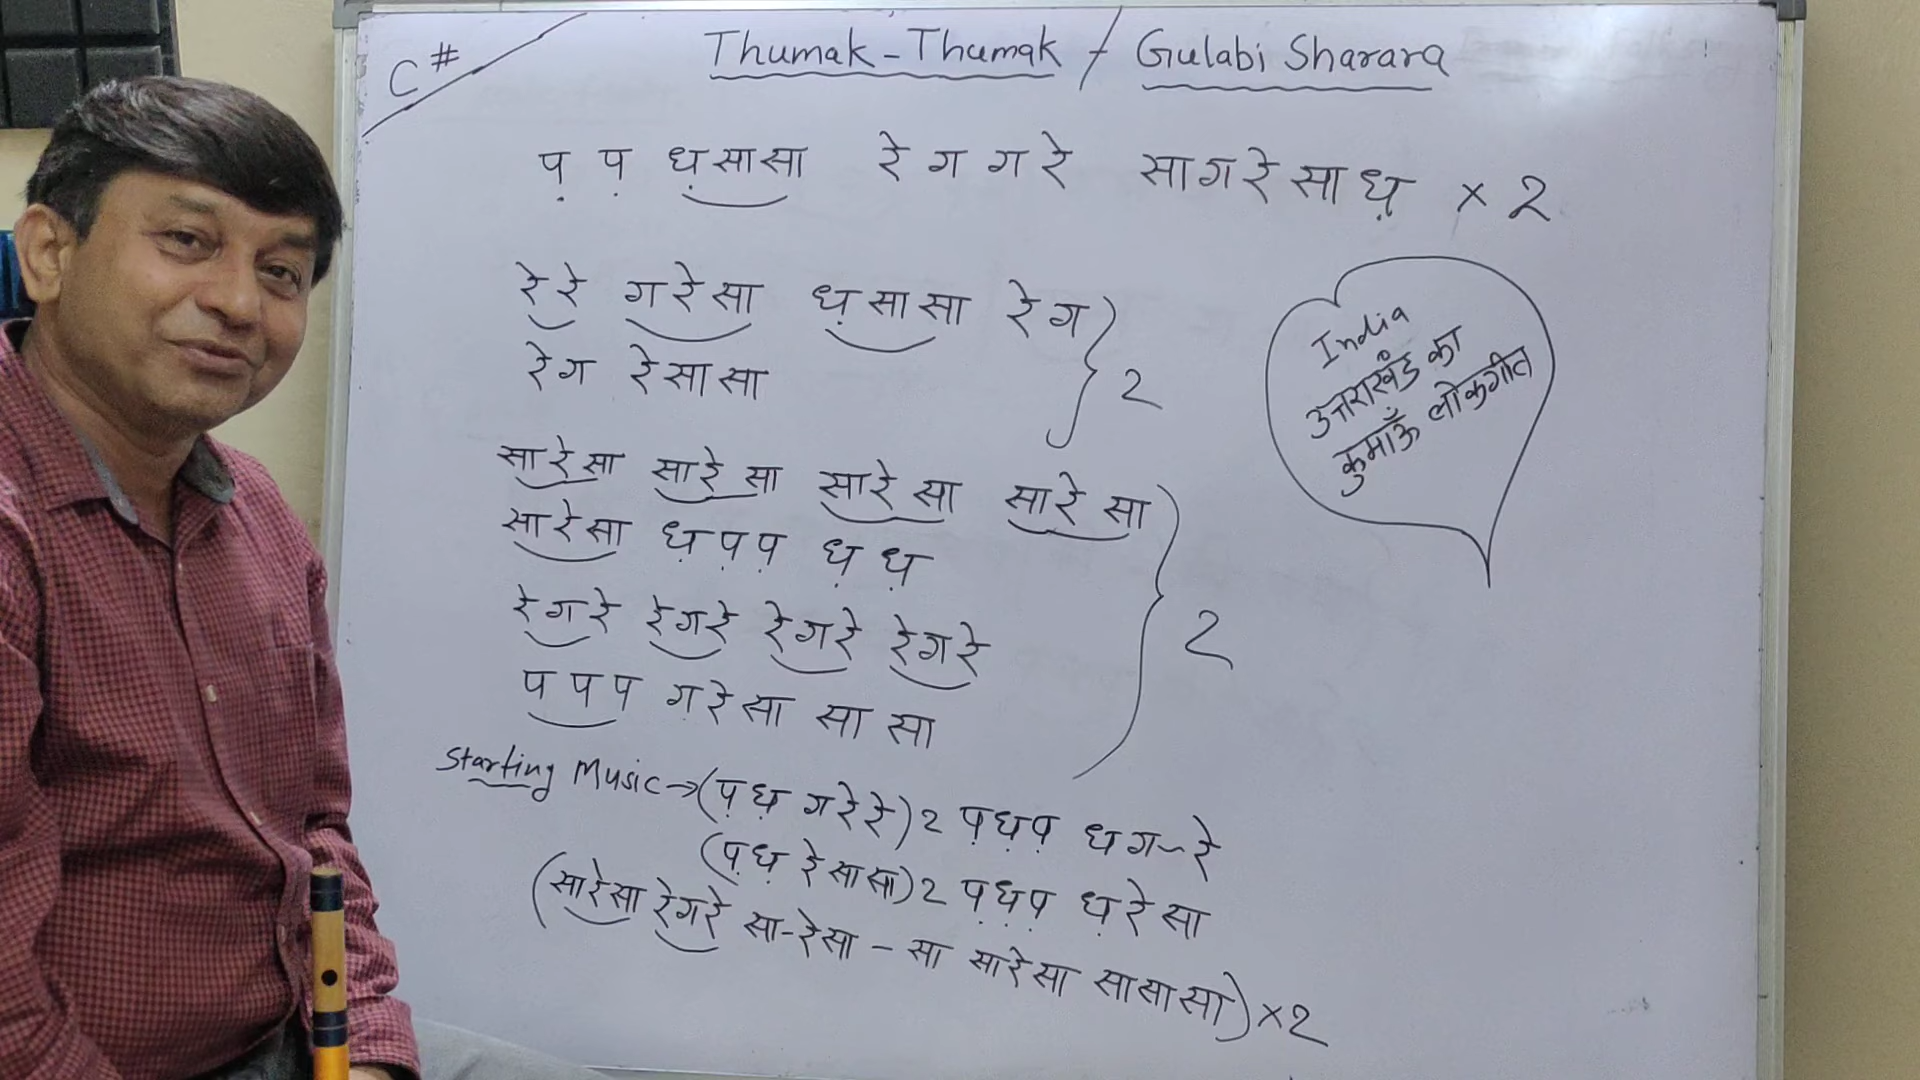 C#
Thumak-Thumak / Gulabi Sharara
प़ प़ ध़सासा रे ग ग रे सागरेसाध़ × 2
रेरे गरेसा ध़सासा रेग
रेग रेसासा } 2
सारेसा सारेसा सारेसा सारेसा
सारेसा ध़प़प़ ध़ ध़
रेगरे रेगरे रेगरे रेगरे } 2
पपप गरेसा सा सा
Starting Music→(प़ध़ गरेरे)2 प़ध़प़ ध़ग~रे
(प़ध़ रेसासा)2 प़ध़प़ ध़रेसा
(सारेसा रेगरे सा-रेसा - सा सारेसा सासासा)×2
India
उत्तराखंड का
कुमाऊँ लोकगीत